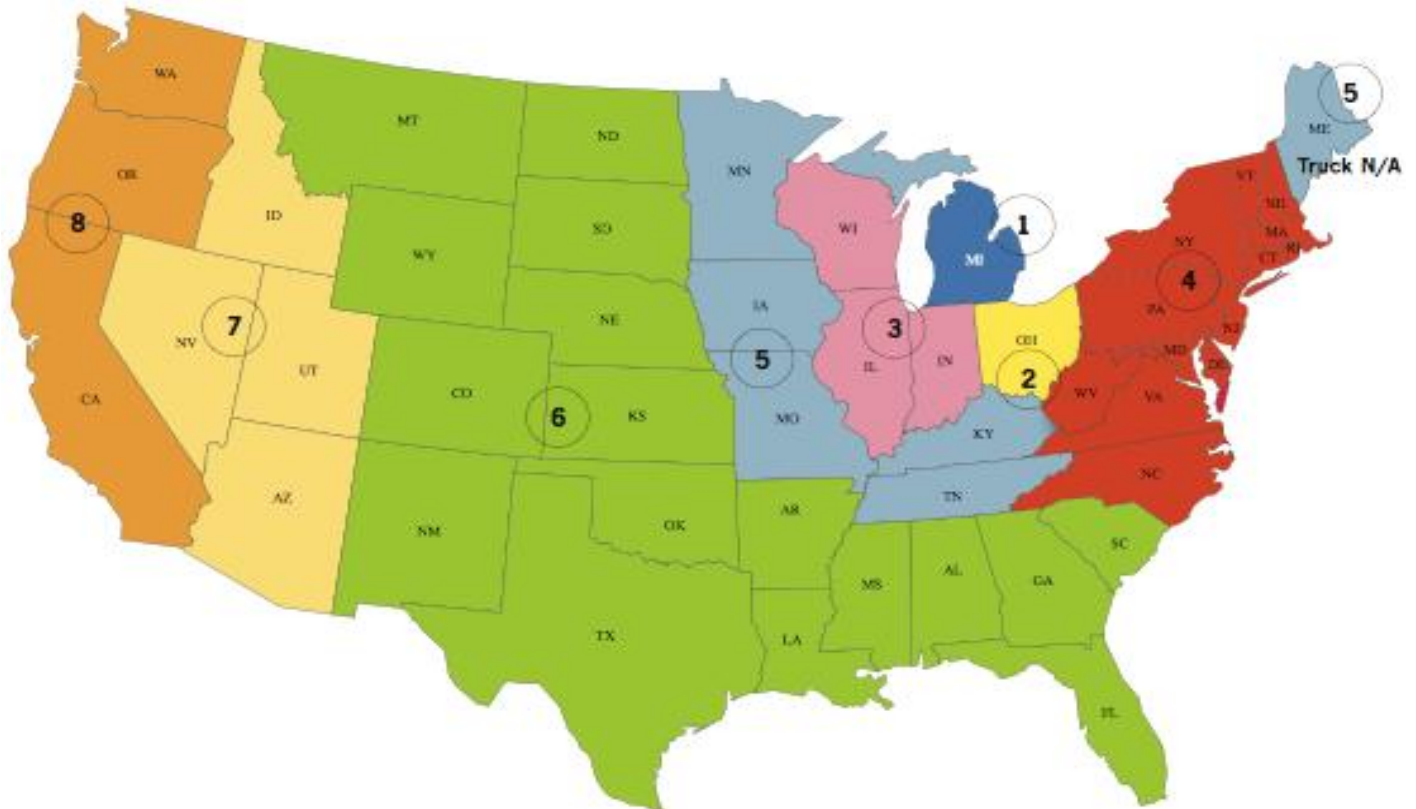 WA
MT
ND
MN
ME
5
Truck N/A
OR
ID
8
WY
SD
WI
MI
1
VT
NH
MA
RI
CT
NY
4
NV
7
UT
NE
IA
5
3
IL
IN
OH
2
PA
NJ
MD
DE
WV
VA
CA
CO
6
KS
MO
KY
NC
AZ
NM
OK
AR
TN
SC
TX
LA
MS
AL
GA
FL